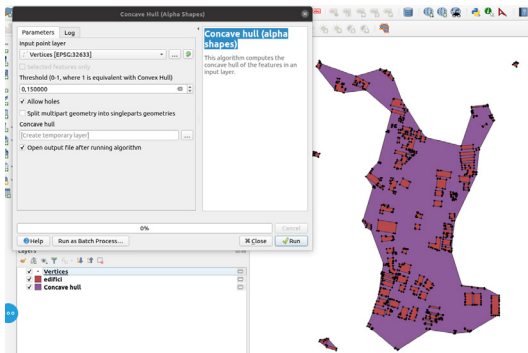 Concave Hull (Alpha Shapes)
Parameters
Log
Input point layer
Vertices [EPSG:32633]
...
Selected features only
Threshold (0-1, where 1 is equivalent with Convex Hull)
0,150000
Allow holes
Split multipart geometry into singleparts geometries
Concave hull
[Create temporary layer]
...
Open output file after running algorithm
Concave hull (alpha
shapes)
This algorithm computes the
concave hull of the features in an
input layer.
0%
Cancel
Help
Run as Batch Process...
Close
Run
Layers
Vertices
edifici
Concave hull